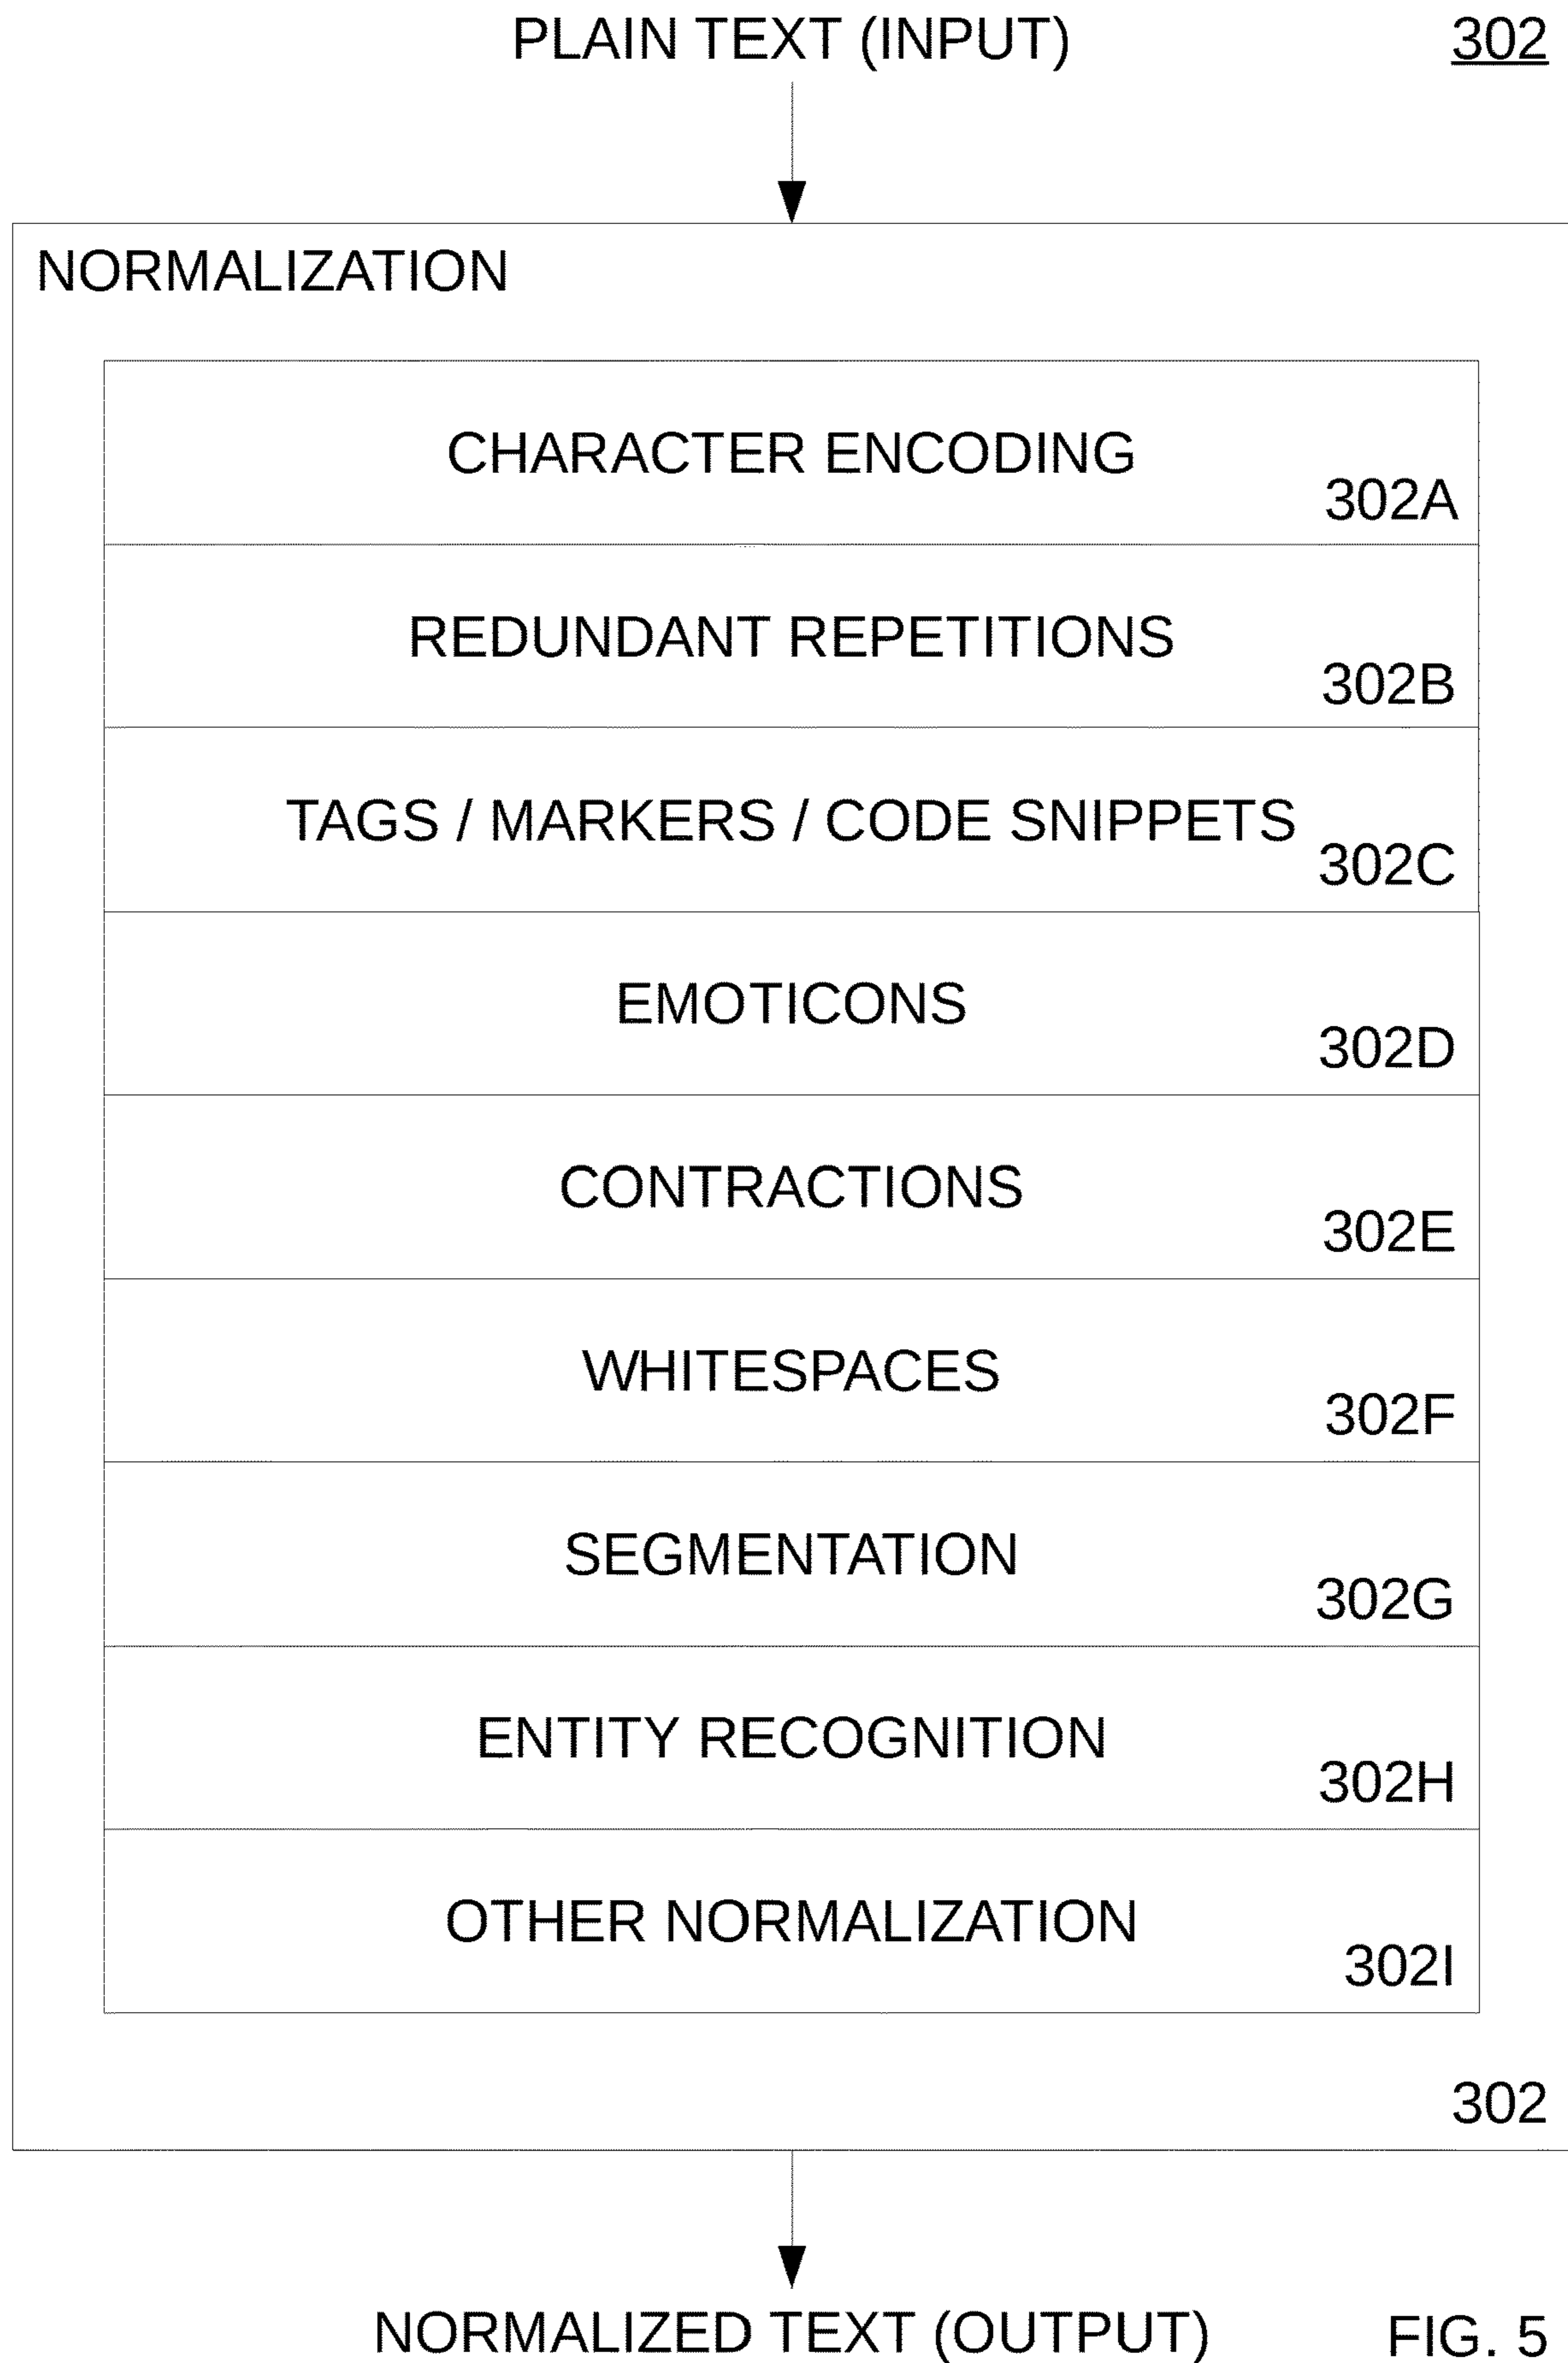 PLAIN TEXT (INPUT) 302
NORMALIZATION
CHARACTER ENCODING
302A
REDUNDANT REPETITIONS
302B
TAGS / MARKERS / CODE SNIPPETS
302C
EMOTICONS
302D
CONTRACTIONS
302E
WHITESPACES
302F
SEGMENTATION
302G
ENTITY RECOGNITION
302H
OTHER NORMALIZATION
302I
302
NORMALIZED TEXT (OUTPUT) FIG. 5